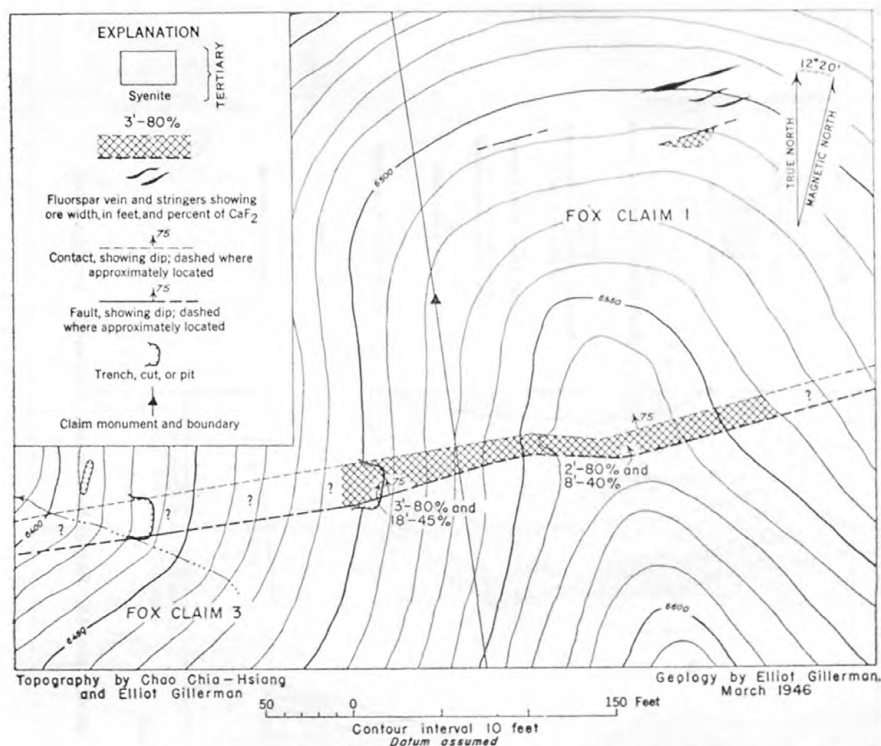 EXPLANATION
Syenite
TERTIARY
3'-80%
Fluorspar vein and stringers showing
ore width, in feet, and percent of CaF2
75
Contact, showing dip; dashed where
approximately located
75
Fault, showing dip; dashed
where approximately located
Trench, cut, or pit
Claim monument and boundary
12°20'
TRUE NORTH
MAGNETIC NORTH
6500
FOX CLAIM 1
6550
75
?
2'-80% and
8'-40%
75
3'-80% and
18'-45%
?
?
?
6400
FOX CLAIM 3
6450
6600
Topography by Chao Chia-Hsiang
and Elliot Gillerman
Geology by Elliot Gillerman,
March 1946
50 0 150 Feet
Contour interval 10 feet
Datum assumed